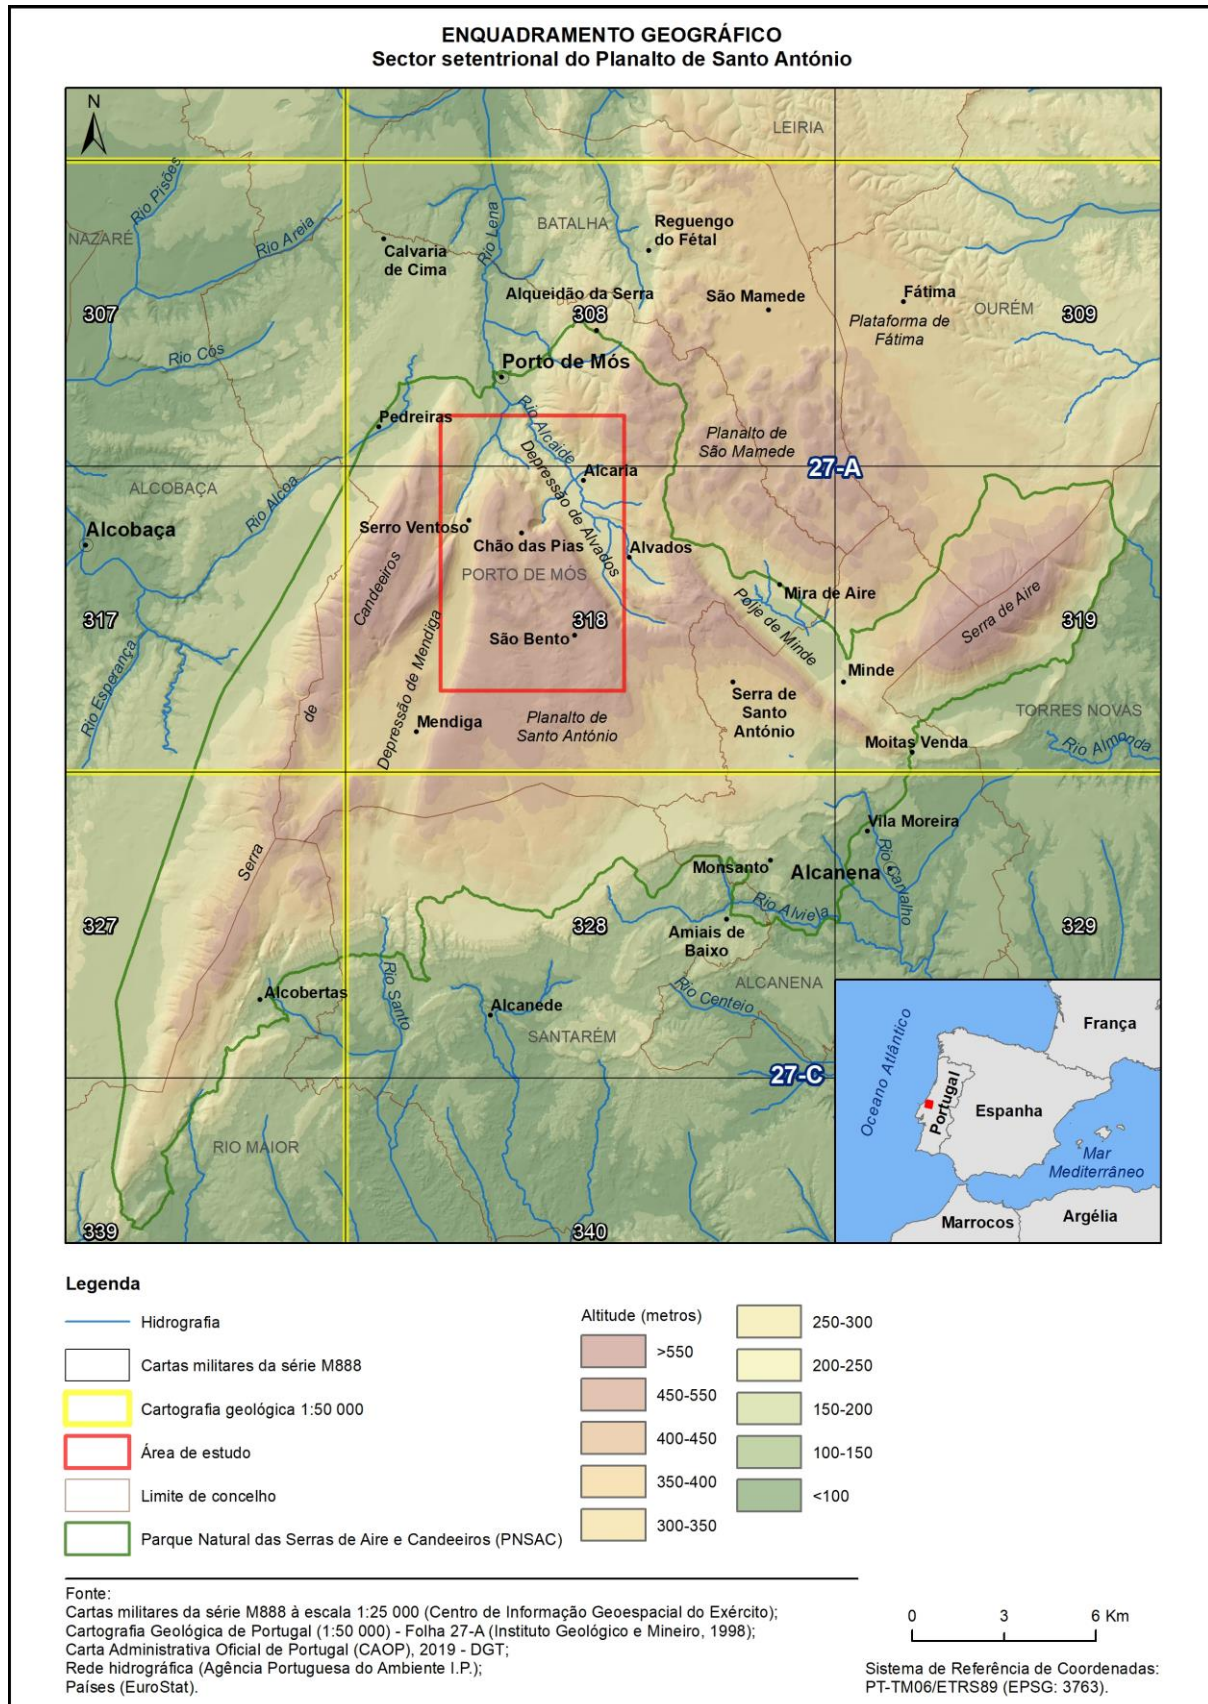 ENQUADRAMENTO GEOGRÁFICO
Sector setentrional do Planalto de Santo António
N
LEIRIA
Rio Pisões
NAZARÉ
Rio Areia
Rio Lena
BATALHA
Reguengo
do Fétal
Calvaria
de Cima
Alqueidão da Serra
São Mamede
Fátima
OURÉM
307
308
309
Plataforma de
Fátima
Rio Cós
Porto de Mós
Pedreiras
Rio Alcaide
Planalto de
São Mamede
27-A
Alcaria
Depressão de Alvados
ALCOBAÇA
Rio Alcoa
Alcobaça
Serro Ventoso
Chão das Pias
Alvados
PORTO DE MÓS
Mira de Aire
Polje de Minde
Serra de Aire
317
318
319
São Bento
Serra de Candeeiros
Depressão de Mendiga
Rio Esperança
Minde
Serra de
Santo
António
Mendiga
Planalto de
Santo António
TORRES NOVAS
Rio Almonda
Moitas Venda
Vila Moreira
Monsanto
Alcanena
Rio Carvalho
Rio Alviela
327
328
329
Amiais de
Baixo
ALCANENA
Rio Centeio
Alcobertas
Rio Santo
Alcanede
SANTARÉM
27-C
RIO MAIOR
339
340
Oceano Atlântico
França
Portugal
Espanha
Mar
Mediterrâneo
Marrocos
Argélia
Legenda
Hidrografia
Cartas militares da série M888
Cartografia geológica 1:50 000
Área de estudo
Limite de concelho
Parque Natural das Serras de Aire e Candeeiros (PNSAC)
Altitude (metros)
>550
450-550
400-450
350-400
300-350
250-300
200-250
150-200
100-150
<100
Fonte:
Cartas militares da série M888 à escala 1:25 000 (Centro de Informação Geoespacial do Exército);
Cartografia Geológica de Portugal (1:50 000) - Folha 27-A (Instituto Geológico e Mineiro, 1998);
Carta Administrativa Oficial de Portugal (CAOP), 2019 - DGT;
Rede hidrográfica (Agência Portuguesa do Ambiente I.P.);
Países (EuroStat).
0 3 6 Km
Sistema de Referência de Coordenadas:
PT-TM06/ETRS89 (EPSG: 3763).